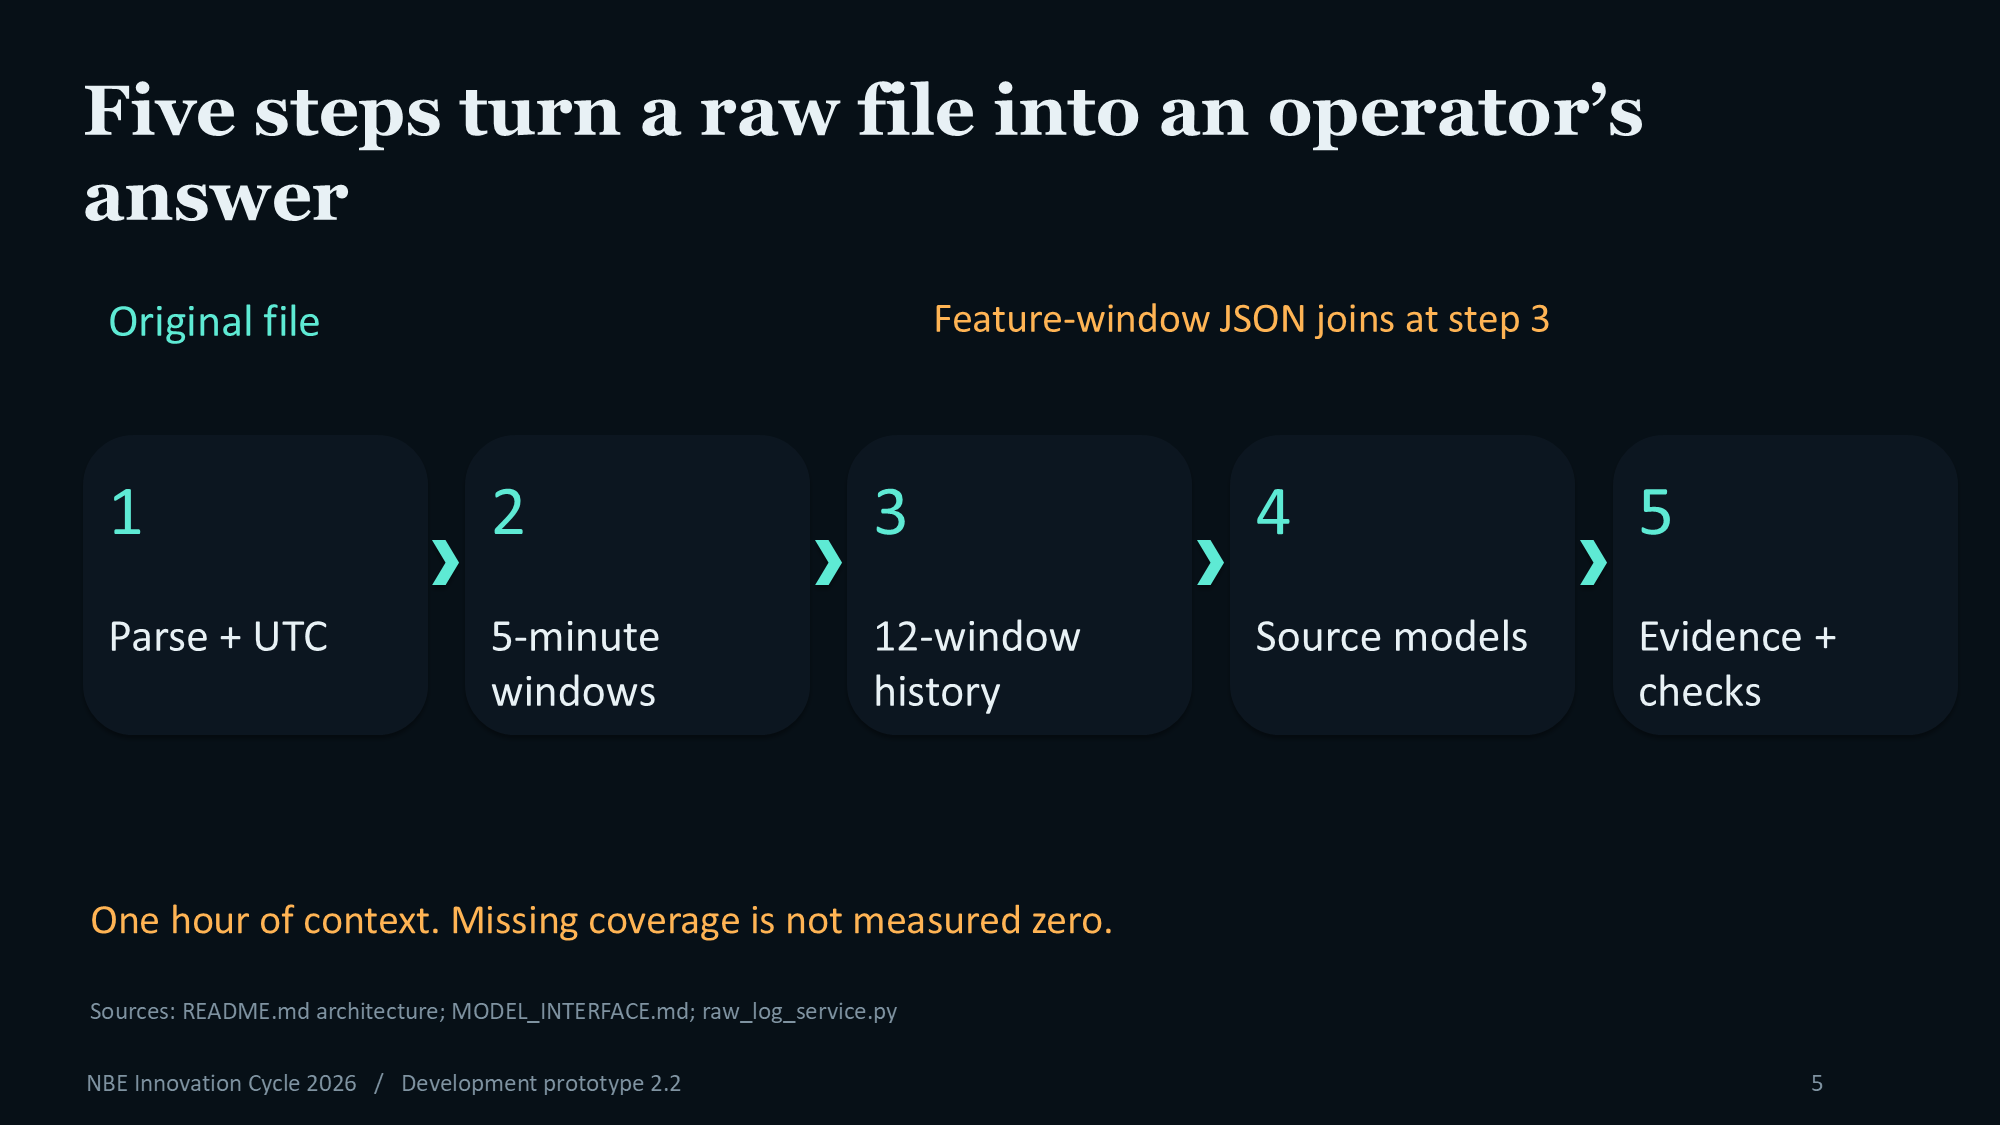 Five steps turn a raw file into an operator’s
answer
Original file
Feature-window JSON joins at step 3
1
Parse + UTC
2
5-minute
windows
3
12-window
history
4
Source models
5
Evidence +
checks
One hour of context. Missing coverage is not measured zero.
Sources: README.md architecture; MODEL_INTERFACE.md; raw_log_service.py
NBE Innovation Cycle 2026 / Development prototype 2.2
5